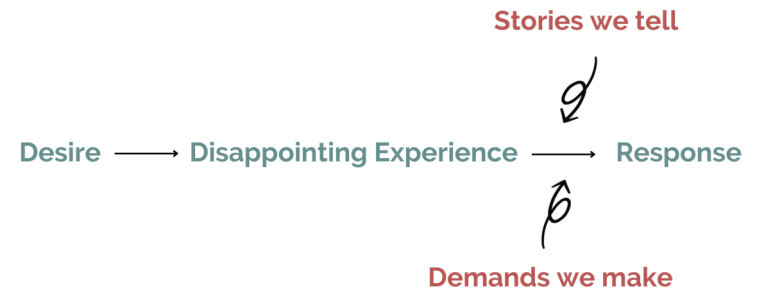 Stories we tell
Desire
Disappointing Experience
Response
Demands we make